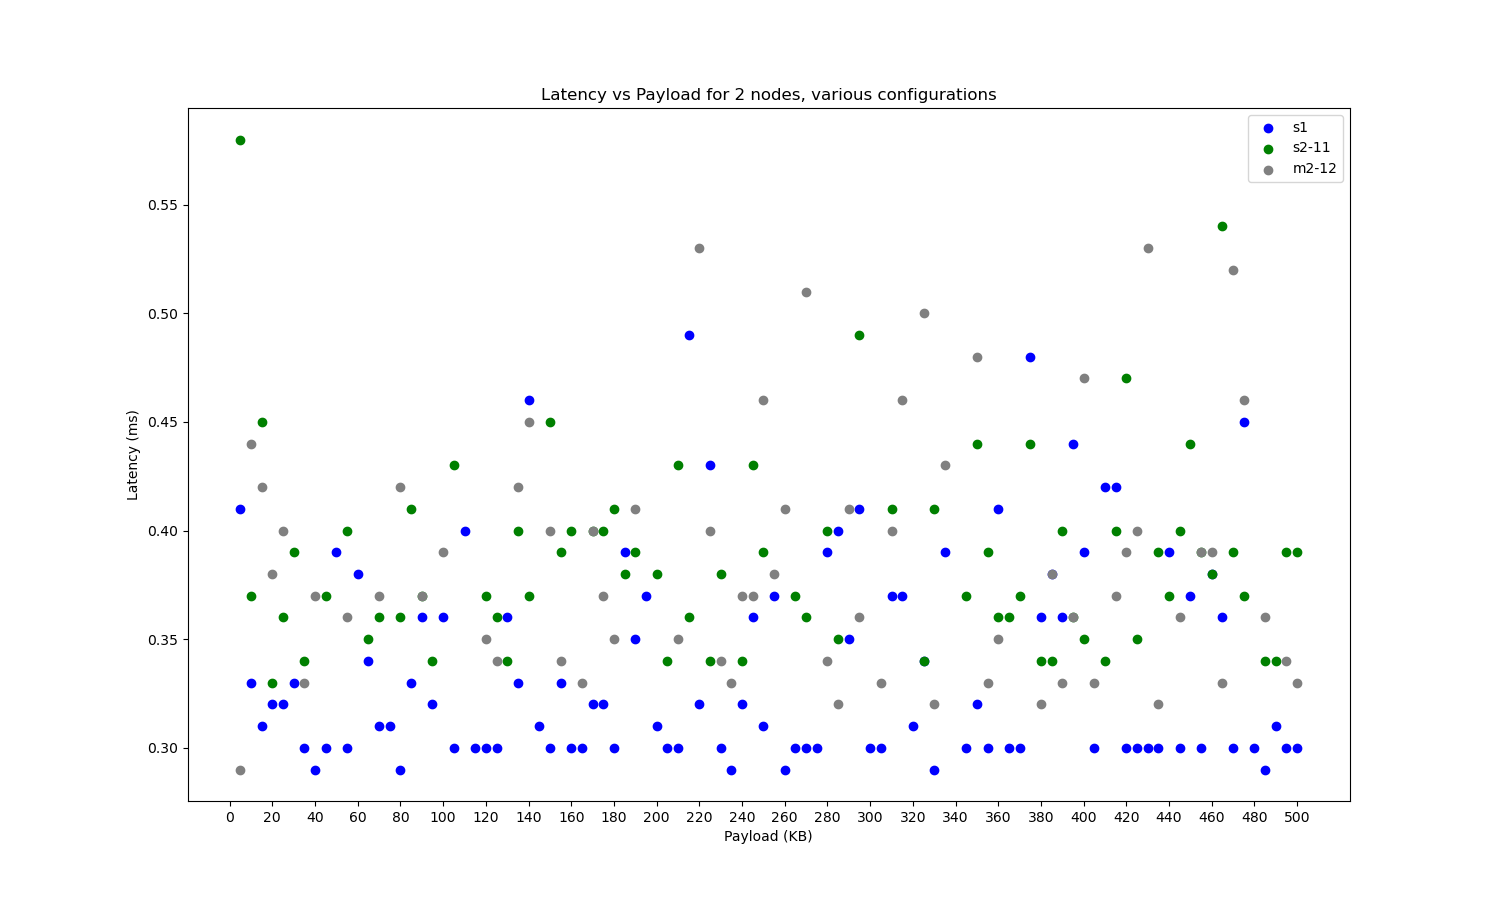 Latency vs Payload for 2 nodes, various configurations
s1
s2-11
m2-12
0.55
0.50
0.45
0.40
0.35
0.30
Latency (ms)
0 20 40 60 80 100 120 140 160 180 200 220 240 260 280 300 320 340 360 380 400 420 440 460 480 500
Payload (KB)